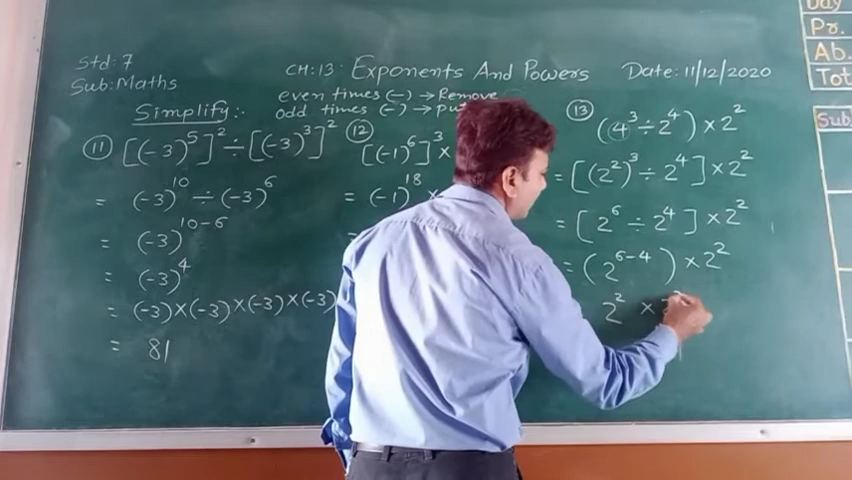 Std: 7
Sub: Maths
CH: 13: Exponents And Powers
Date: 11/12/2020
even times (-) → Remove
odd times (-) → Pu
Simplify:-
11 [(-3)^5]^2 ÷ [(-3)^3]^2
= (-3)^10 ÷ (-3)^6
= (-3)^10-6
= (-3)^4
= (-3) × (-3) × (-3) × (-3)
= 81
12 [(-1)^6]^3 ×
= (-1)^18 ×
=
13 (4^3 ÷ 2^4) × 2^2
= [(2^2)^3 ÷ 2^4] × 2^2
= [2^6 ÷ 2^4] × 2^2
= (2^6-4) × 2^2
2^2 ×
Day
Pr.
Ab.
Tot
Sub